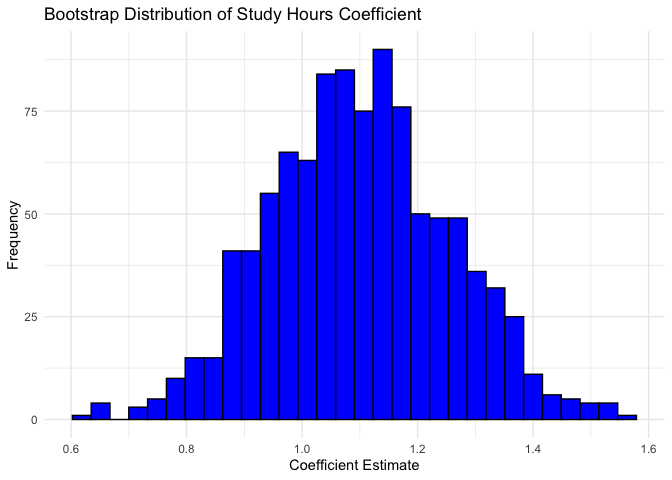 Bootstrap Distribution of Study Hours Coefficient
75
50
25
0
Frequency
0.6 0.8 1.0 1.2 1.4 1.6
Coefficient Estimate